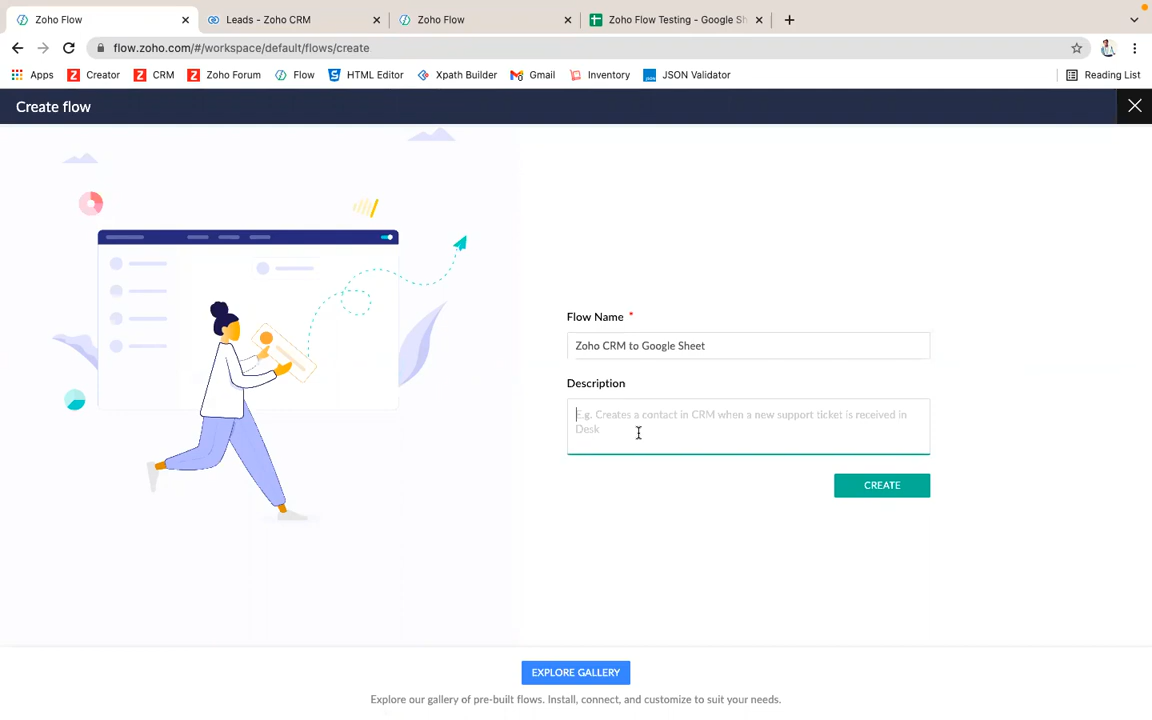 Zoho Flow
Leads - Zoho CRM
Zoho Flow
Zoho Flow Testing - Google Sh
flow.zoho.com/#/workspace/default/flows/create
Apps
Creator
CRM
Zoho Forum
Flow
HTML Editor
Xpath Builder
Gmail
Inventory
JSON Validator
Reading List
Create flow
Flow Name *
Zoho CRM to Google Sheet
Description
E.g. Creates a contact in CRM when a new support ticket is received in
Desk
CREATE
EXPLORE GALLERY
Explore our gallery of pre-built flows. Install, connect, and customize to suit your needs.